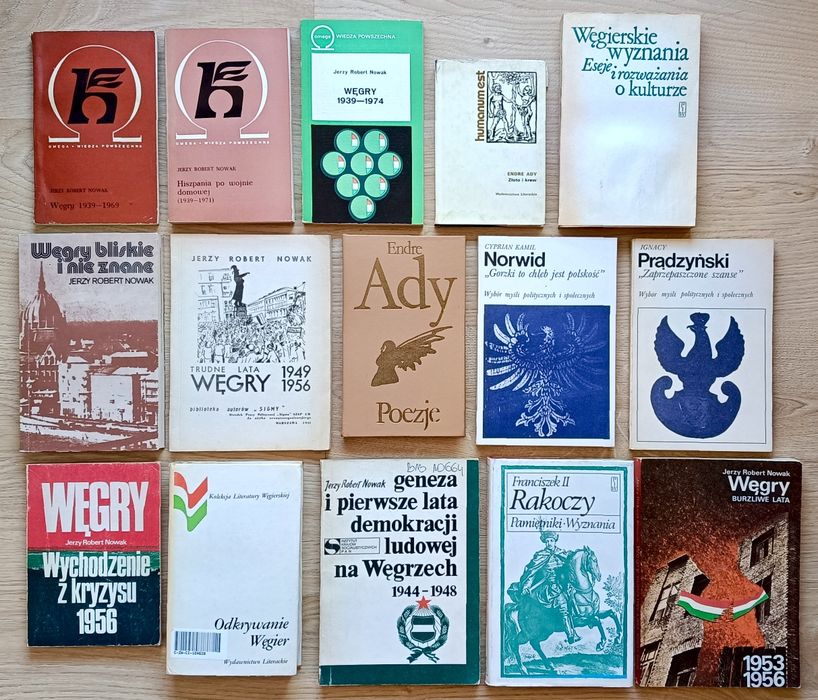 OMEGA • WIEDZA POWSZECHNA
JERZY ROBERT NOWAK
Węgry 1939–1969
OMEGA • WIEDZA POWSZECHNA
JERZY ROBERT NOWAK
Hiszpania po wojnie
domowej
(1939–1971)
omega
WIEDZA POWSZECHNA
Jerzy Robert Nowak
WĘGRY
1939—1974
humanum est
ENDRE ADY
Złoto i krew
Wydawnictwo Literackie
Węgierskie
wyznania
Eseje
i rozważania
o kulturze
Węgry bliskie
i nie znane
JERZY ROBERT NOWAK
JERZY ROBERT NOWAK
TRUDNE LATA
WĘGRY
1949
1956
biblioteka autorów „SIGMY"
Endre
Ady
Poezje
CYPRIAN KAMIL
Norwid
„Gorzki to chleb jest polskość"
Wybór myśli politycznych i społecznych
IGNACY
Prądzyński
„Zaprzepaszczone szanse"
Wybór myśli politycznych i społecznych
WĘGRY
Jerzy Robert Nowak
Wychodzenie
z kryzysu
1956
Kolekcja Literatury Węgierskiej
Odkrywanie
Węgier
Wydawnictwo Literackie
Jerzy Robert Nowak
geneza
i pierwsze lata
demokracji
ludowej
na Węgrzech
1944–1948
Franciszek II
Rakoczy
Pamiętniki • Wyznania
Jerzy Robert Nowak
Węgry
BURZLIWE LATA
1953
1956